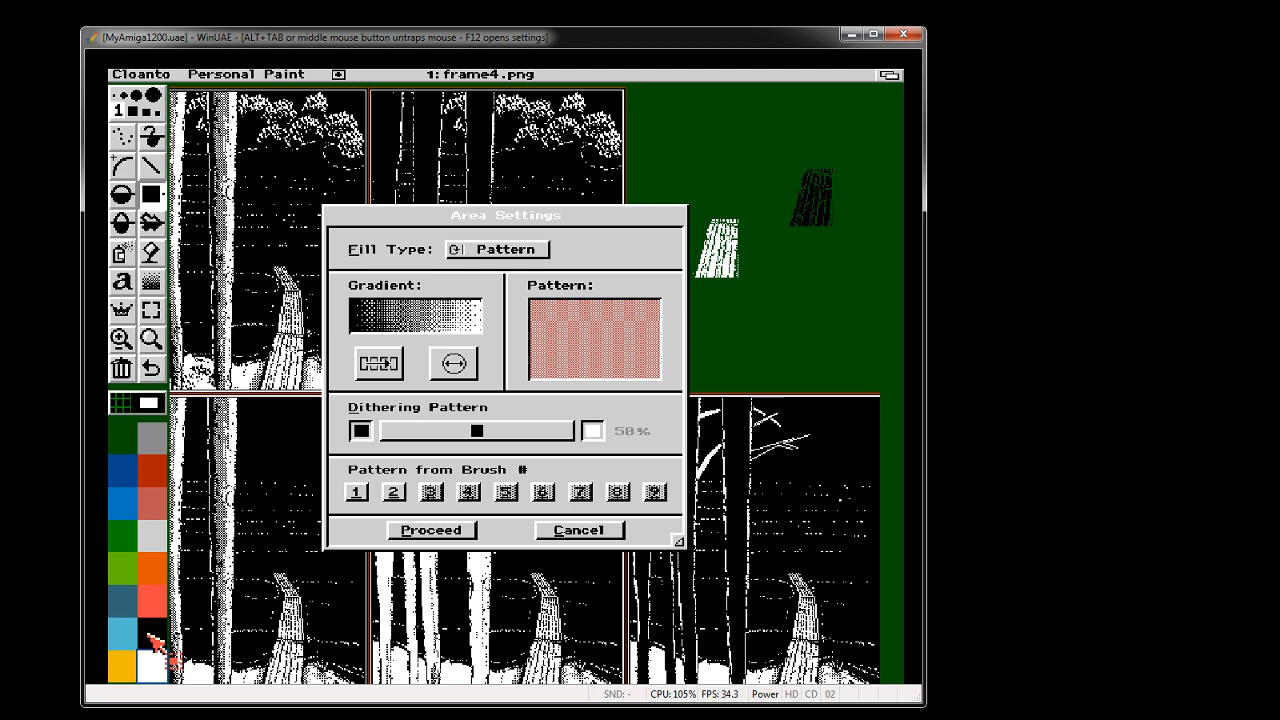 [MyAmiga1200.uae] - WinUAE - [ALT+TAB or middle mouse button untraps mouse - F12 opens settings]
Cloanto Personal Paint 1:frame4.png
1
a
Area Settings
Fill Type: Pattern
Gradient: Pattern:
Dithering Pattern
50%
Pattern from Brush #
1 2 3 4 5 6 7 8 9
Proceed Cancel
SND: - CPU: 105% FPS: 34.3 Power HD CD 02